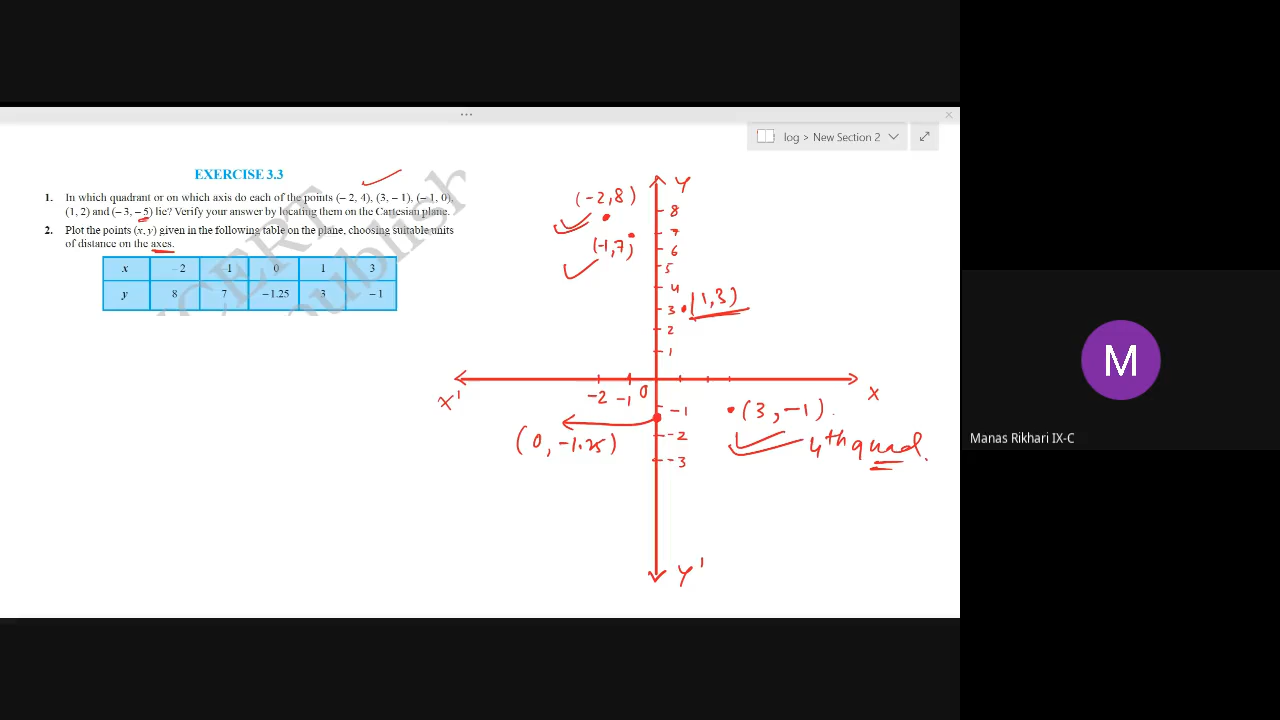 log > New Section 2
EXERCISE 3.3
1. In which quadrant or on which axis do each of the points (– 2, 4), (3, – 1), (– 1, 0),
(1, 2) and (– 3, – 5) lie? Verify your answer by locating them on the Cartesian plane.
2. Plot the points (x, y) given in the following table on the plane, choosing suitable units
of distance on the axes.
x – 2 – 1 0 1 3
y 8 7 – 1.25 3 – 1
Y
(-2,8)
8
7
(-1,7)
6
5
4
3
(1,3)
2
1
X'
-2 -1 0
X
-1
(3, -1).
(0, -1.25)
-2
4th quad.
-3
Y'
M
Manas Rikhari IX-C